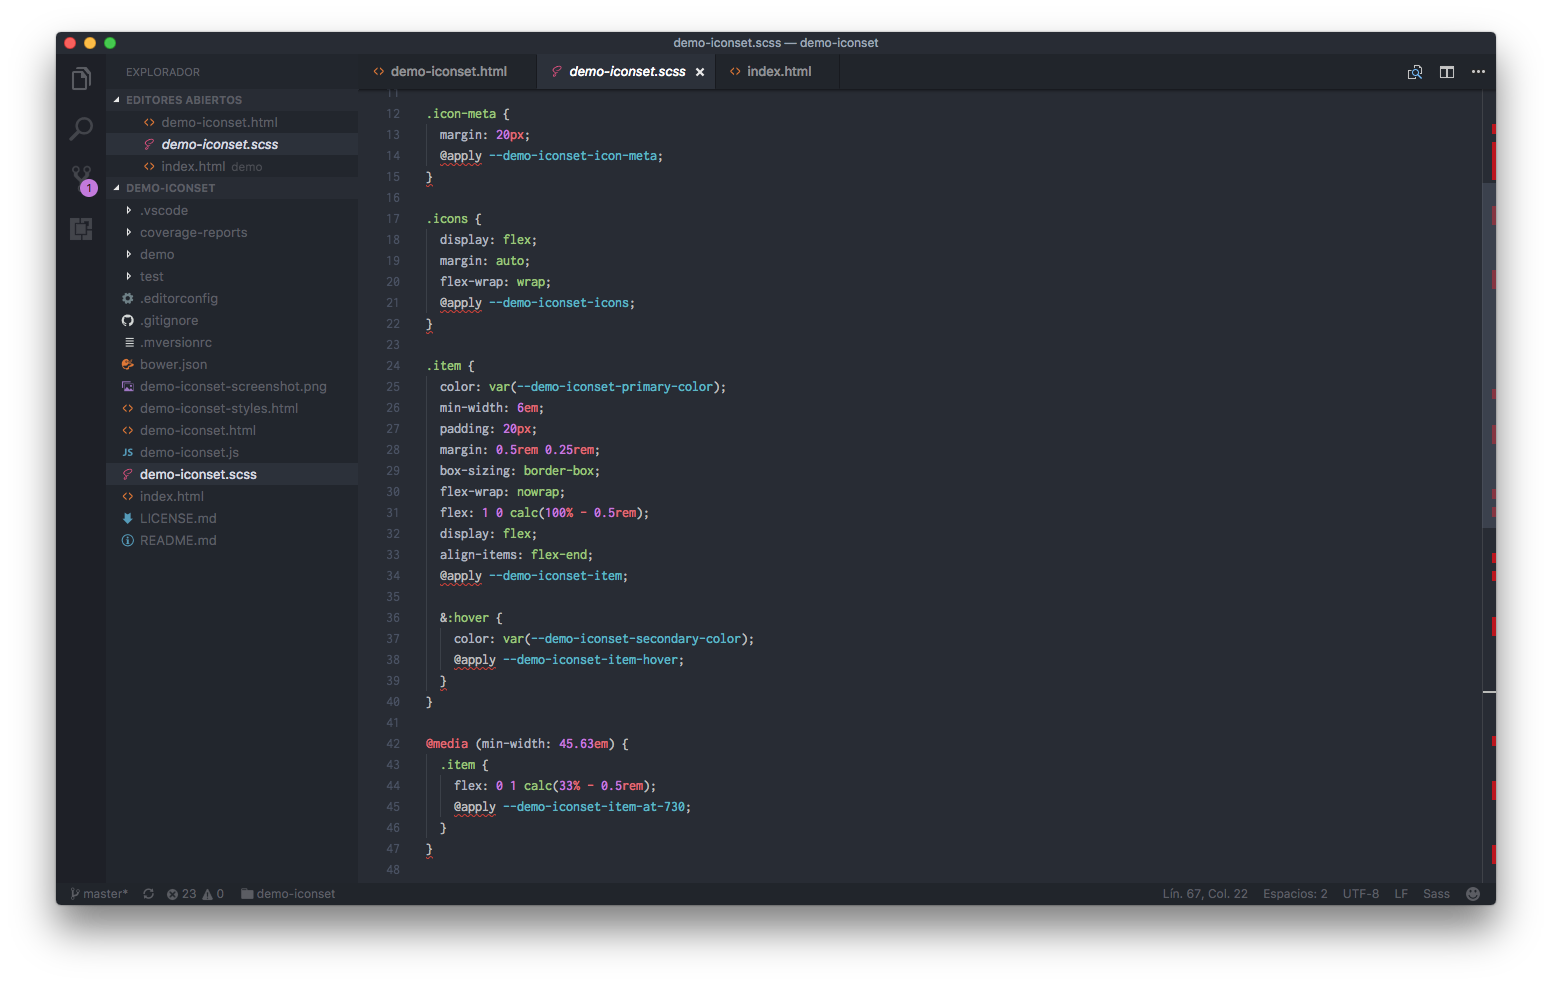 demo-iconset.scss — demo-iconset
EXPLORADOR
EDITORES ABIERTOS
demo-iconset.html
demo-iconset.scss
index.html demo
1
DEMO-ICONSET
.vscode
coverage-reports
demo
test
.editorconfig
.gitignore
.mversionrc
bower.json
demo-iconset-screenshot.png
demo-iconset-styles.html
demo-iconset.html
JS demo-iconset.js
demo-iconset.scss
index.html
LICENSE.md
README.md
demo-iconset.html demo-iconset.scss × index.html
11
12 .icon-meta {
13 margin: 20px;
14 @apply --demo-iconset-icon-meta;
15 }
16
17 .icons {
18 display: flex;
19 margin: auto;
20 flex-wrap: wrap;
21 @apply --demo-iconset-icons;
22 }
23
24 .item {
25 color: var(--demo-iconset-primary-color);
26 min-width: 6em;
27 padding: 20px;
28 margin: 0.5rem 0.25rem;
29 box-sizing: border-box;
30 flex-wrap: nowrap;
31 flex: 1 0 calc(100% - 0.5rem);
32 display: flex;
33 align-items: flex-end;
34 @apply --demo-iconset-item;
35
36 &:hover {
37 color: var(--demo-iconset-secondary-color);
38 @apply --demo-iconset-item-hover;
39 }
40 }
41
42 @media (min-width: 45.63em) {
43 .item {
44 flex: 0 1 calc(33% - 0.5rem);
45 @apply --demo-iconset-item-at-730;
46 }
47 }
48
master* 23 0 demo-iconset Lín. 67, Col. 22 Espacios: 2 UTF-8 LF Sass